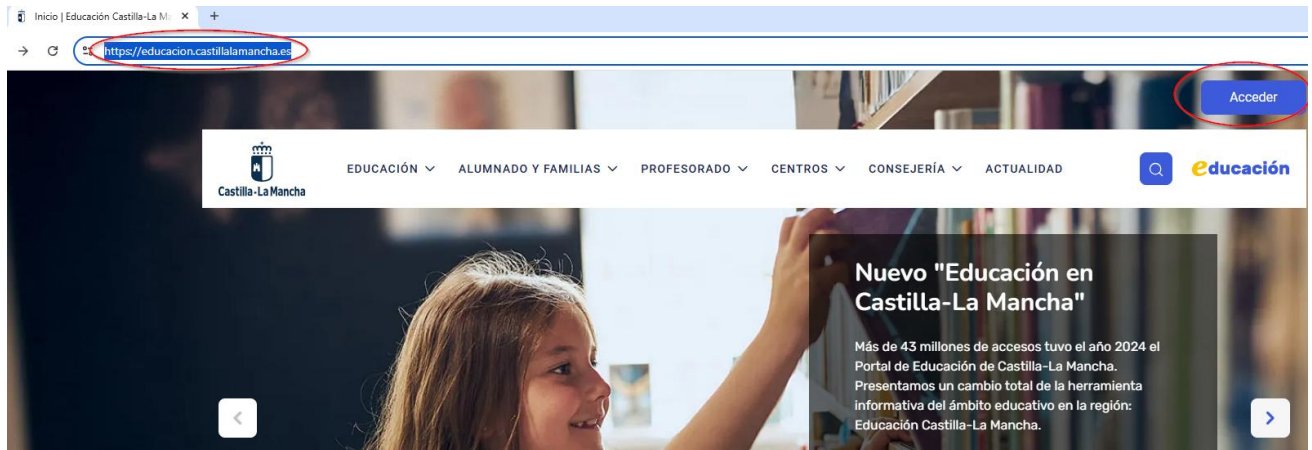 Inicio | Educación Castilla-La Ma
https://educacion.castillalamancha.es
Acceder
Castilla-La Mancha
EDUCACIÓN ALUMNADO Y FAMILIAS PROFESORADO CENTROS CONSEJERÍA ACTUALIDAD
educación
Nuevo "Educación en
Castilla-La Mancha"
Más de 43 millones de accesos tuvo el año 2024 el
Portal de Educación de Castilla-La Mancha.
Presentamos un cambio total de la herramienta
informativa del ámbito educativo en la región:
Educación Castilla-La Mancha.